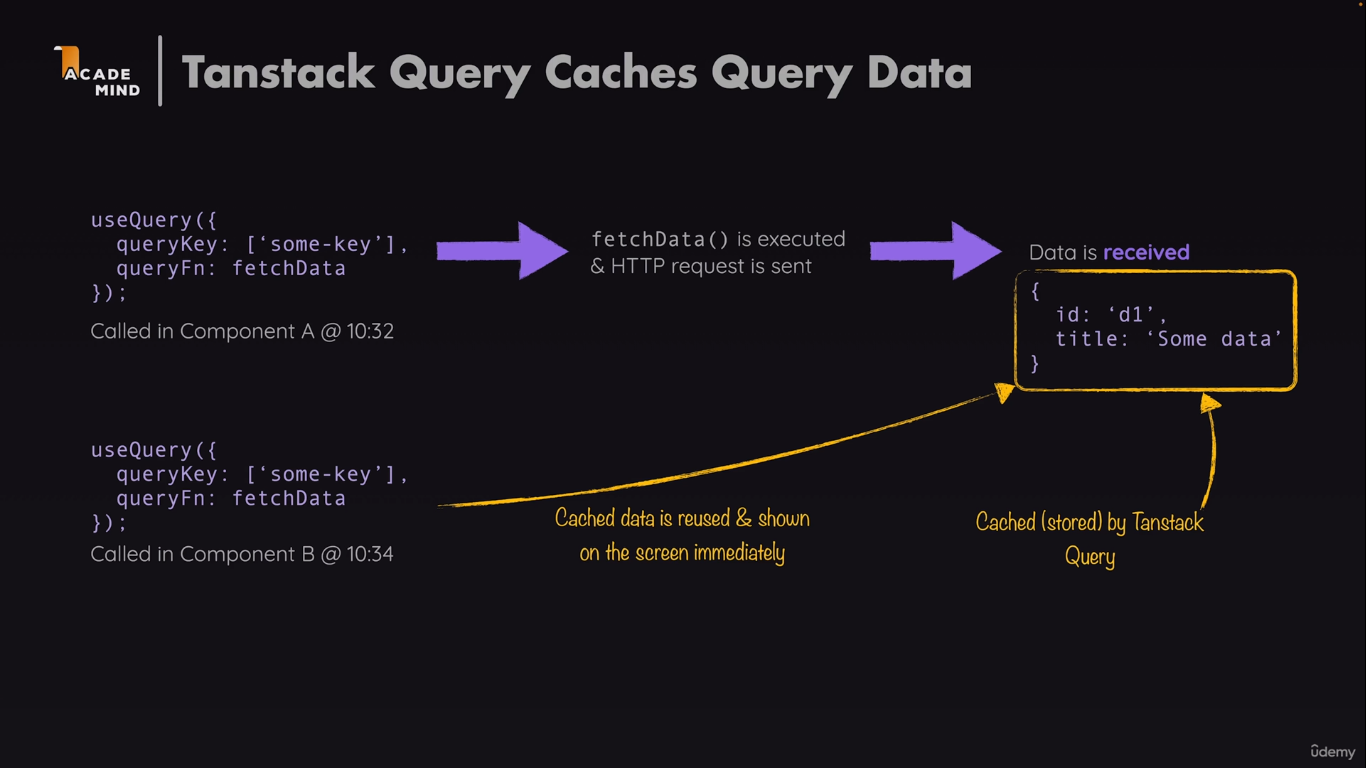 ACADE
MIND
Tanstack Query Caches Query Data
useQuery({
  queryKey: [‘some-key’],
  queryFn: fetchData
});
Called in Component A @ 10:32
fetchData() is executed
& HTTP request is sent
Data is received
{
  id: ‘d1’,
  title: ‘Some data’
}
useQuery({
  queryKey: [‘some-key’],
  queryFn: fetchData
});
Called in Component B @ 10:34
Cached data is reused & shown
on the screen immediately
Cached (stored) by Tanstack
Query
ûdemy